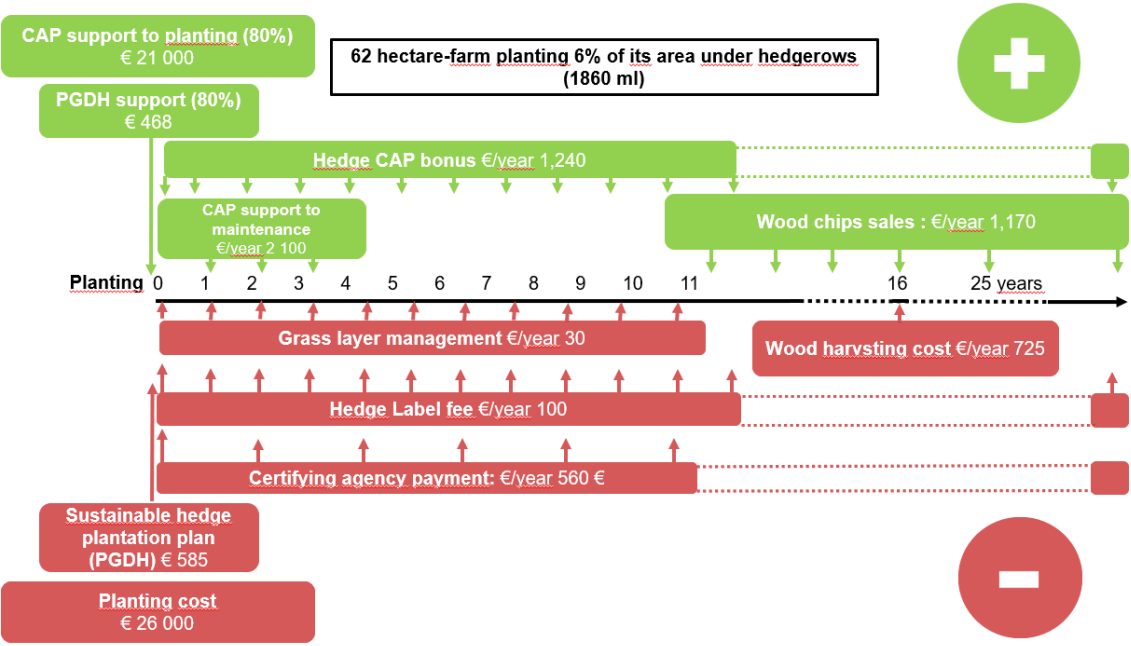 CAP support to planting (80%)
€ 21 000
62 hectare-farm planting 6% of its area under hedgerows
(1860 ml)
PGDH support (80%)
€ 468
Hedge CAP bonus €/year 1,240
CAP support to
maintenance
€/year 2 100
Wood chips sales : €/year 1,170
Planting 0 1 2 3 4 5 6 7 8 9 10 11 16 25 years
Grass layer management €/year 30
Wood harvsting cost €/year 725
Hedge Label fee €/year 100
Certifying agency payment: €/year 560 €
Sustainable hedge
plantation plan
(PGDH) € 585
Planting cost
€ 26 000